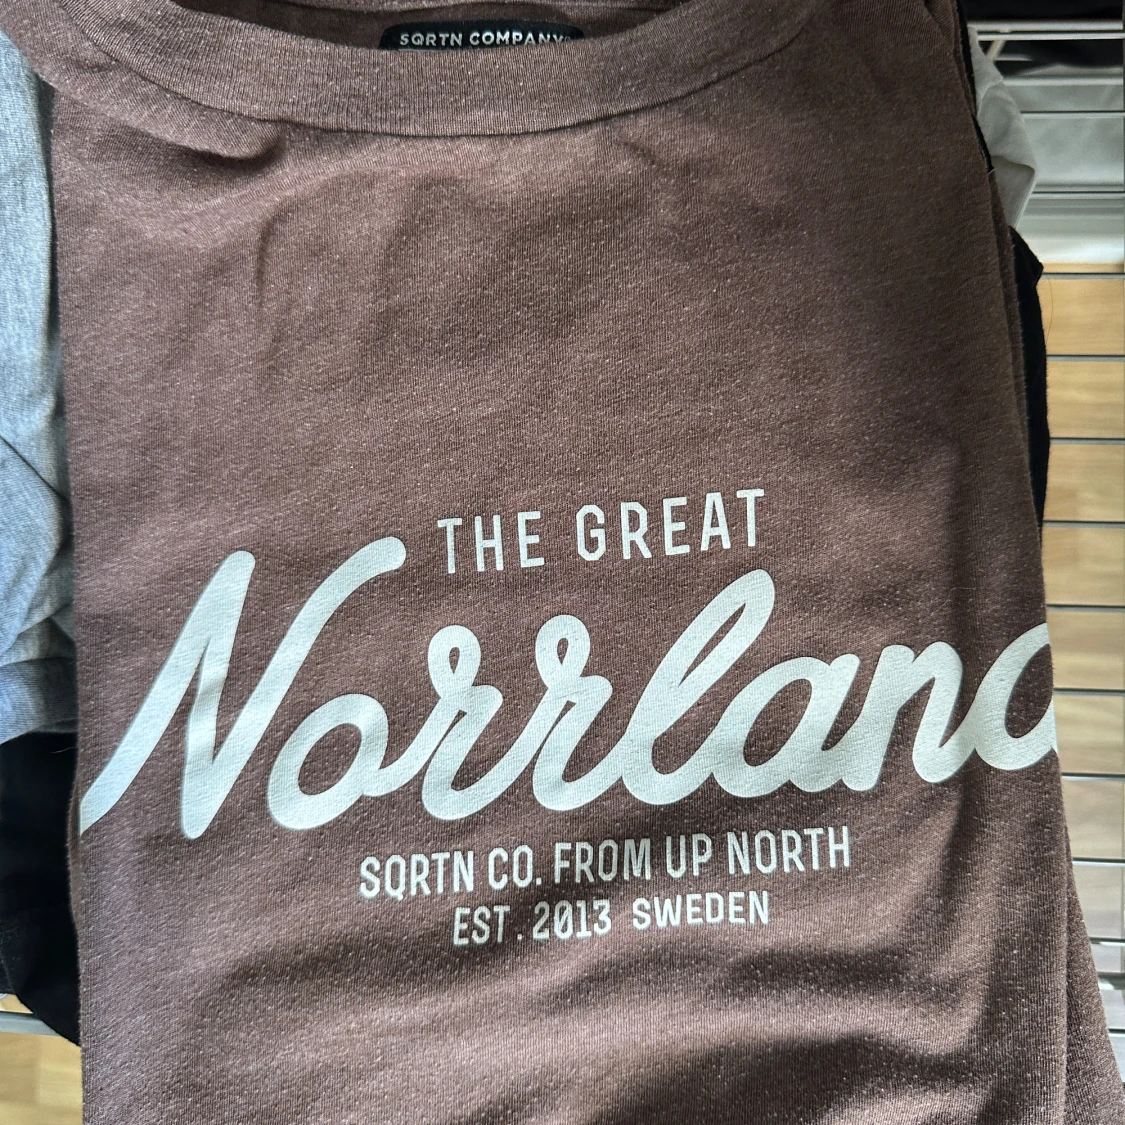 SQRTN COMPANY
THE GREAT
Norrland
SQRTN CO. FROM UP NORTH
EST. 2013 SWEDEN